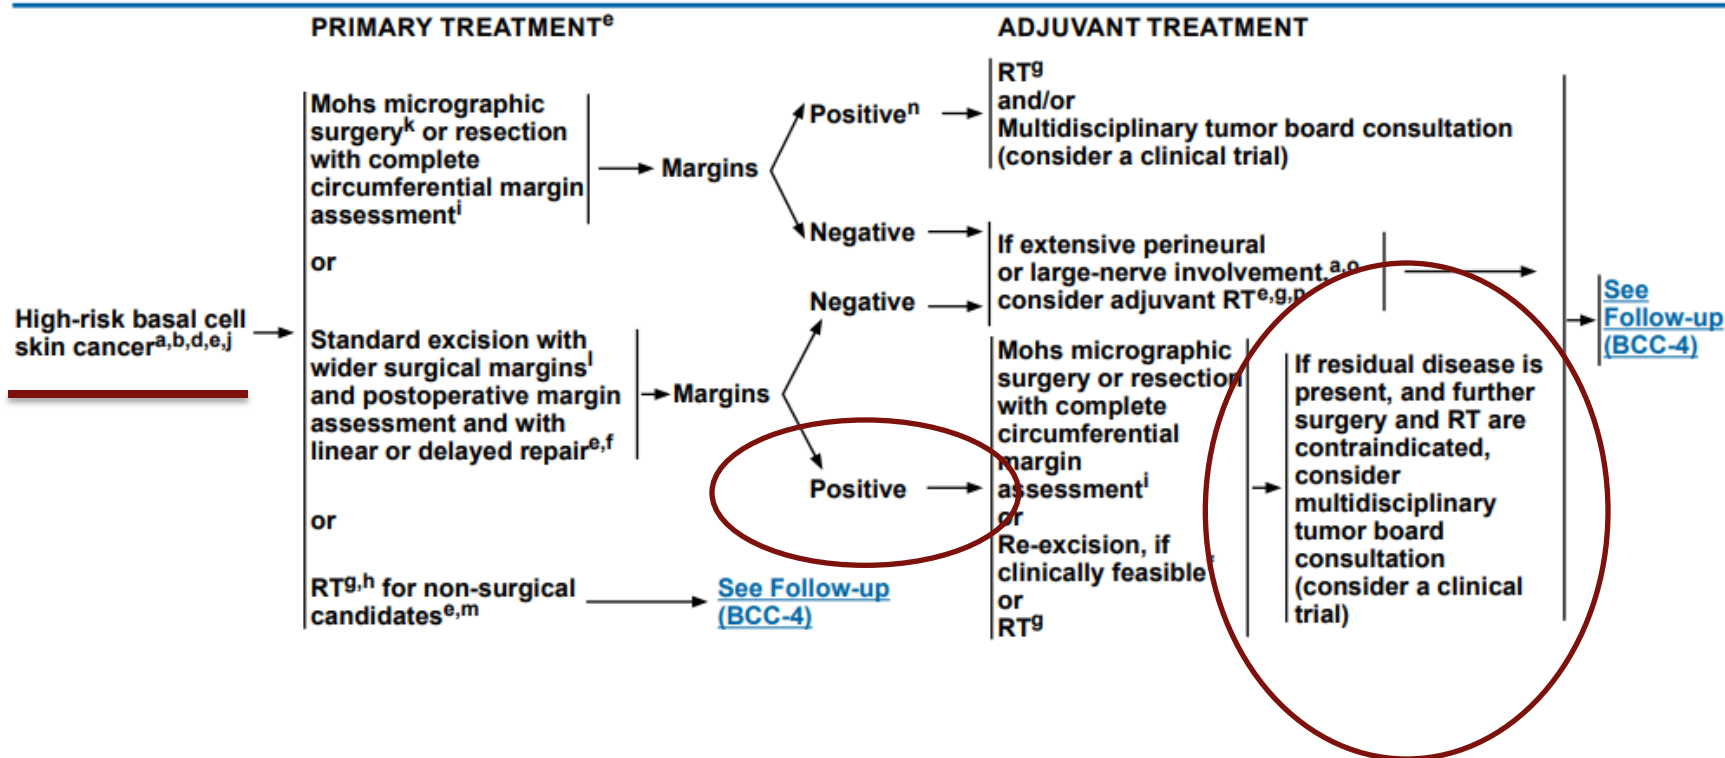 PRIMARY TREATMENTe
ADJUVANT TREATMENT
High-risk basal cell
skin cancera,b,d,e,j
Mohs micrographic
surgeryk or resection
with complete
circumferential margin
assessmenti
or
Standard excision with
wider surgical marginsl
and postoperative margin
assessment and with
linear or delayed repaire,f
or
RTg,h for non-surgical
candidatese,m
See Follow-up
(BCC-4)
Margins
Positiven
Negative
Margins
Negative
Positive
RTg
and/or
Multidisciplinary tumor board consultation
(consider a clinical trial)
If extensive perineural
or large-nerve involvement,a,o
consider adjuvant RTe,g,p
Mohs micrographic
surgery or resection
with complete
circumferential
margin
assessmenti
or
Re-excision, if
clinically feasible
or
RTg
If residual disease is
present, and further
surgery and RT are
contraindicated,
consider
multidisciplinary
tumor board
consultation
(consider a clinical
trial)
See
Follow-up
(BCC-4)